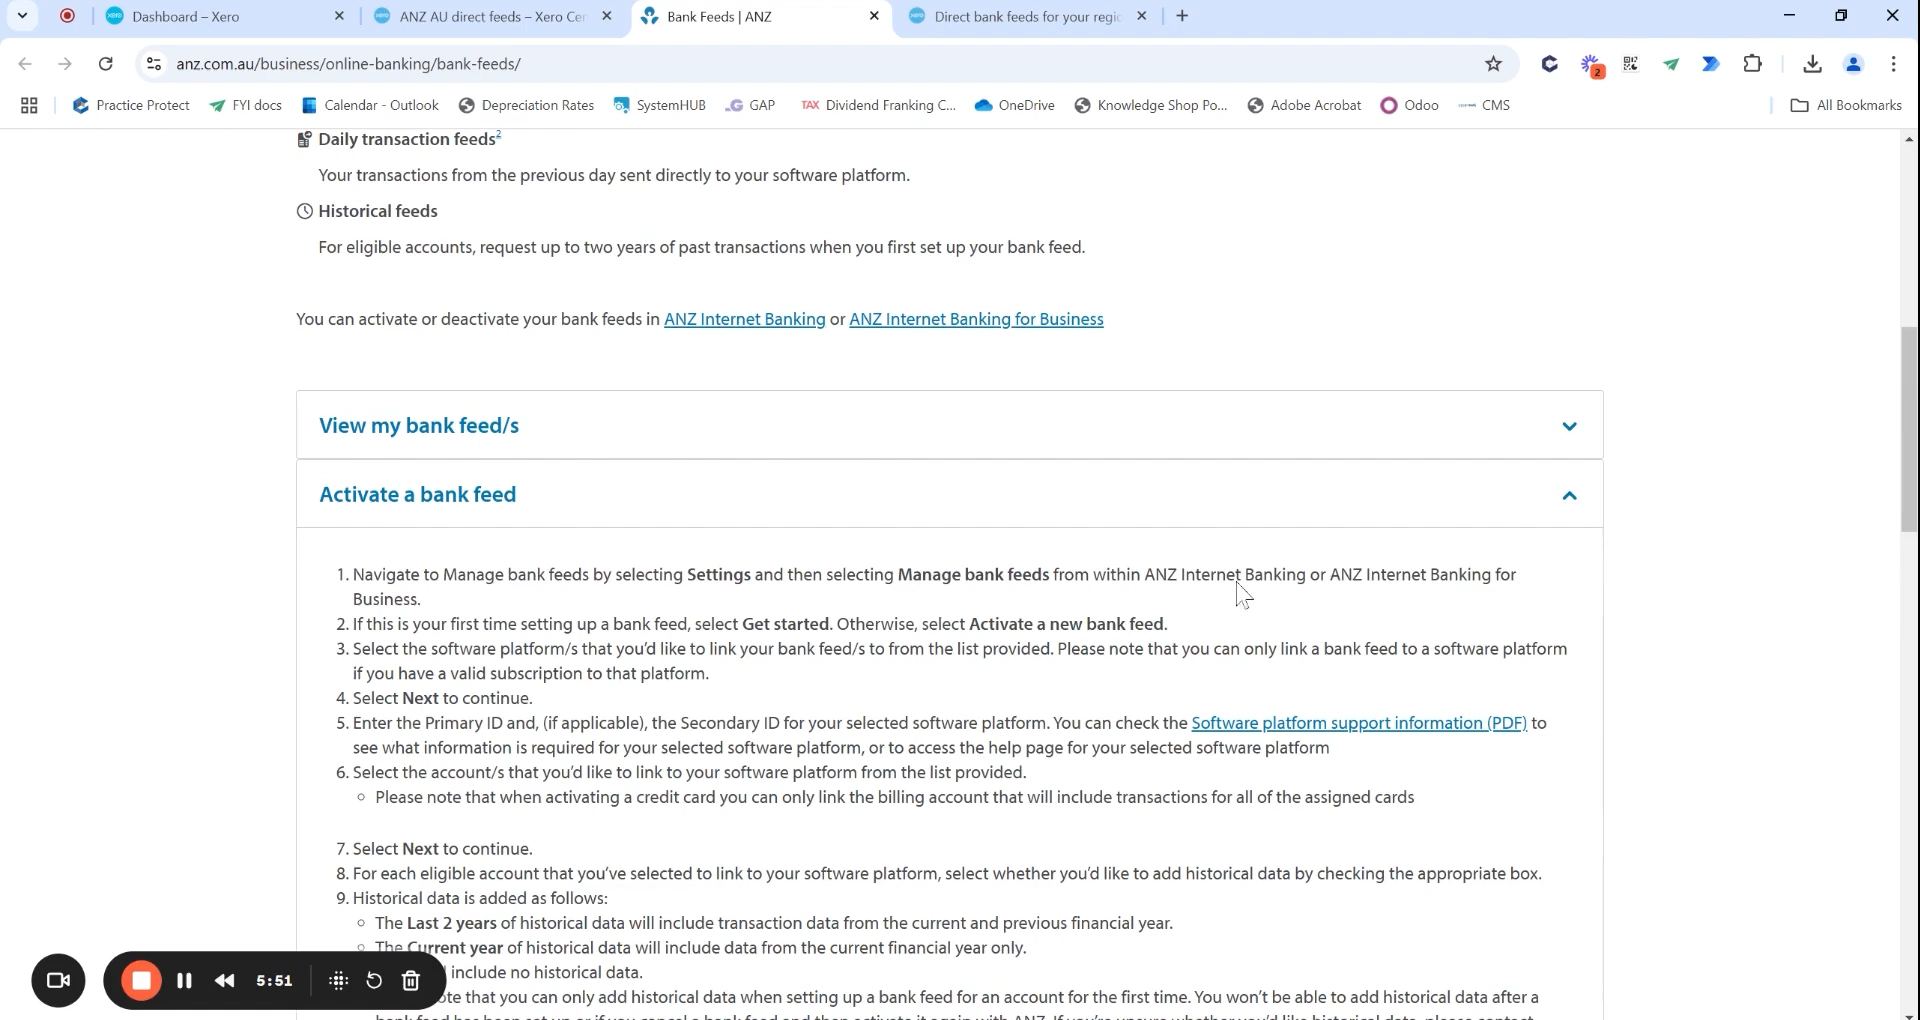 Dashboard – Xero
ANZ AU direct feeds – Xero Cen
Bank Feeds | ANZ
Direct bank feeds for your regio
anz.com.au/business/online-banking/bank-feeds/
2
Practice Protect
FYI docs
Calendar - Outlook
Depreciation Rates
SystemHUB
GAP
TAX Dividend Franking C...
OneDrive
Knowledge Shop Po...
Adobe Acrobat
Odoo
CMS
All Bookmarks
Daily transaction feeds2
Your transactions from the previous day sent directly to your software platform.
Historical feeds
For eligible accounts, request up to two years of past transactions when you first set up your bank feed.
You can activate or deactivate your bank feeds in ANZ Internet Banking or ANZ Internet Banking for Business
View my bank feed/s
Activate a bank feed
1. Navigate to Manage bank feeds by selecting Settings and then selecting Manage bank feeds from within ANZ Internet Banking or ANZ Internet Banking for
Business.
2. If this is your first time setting up a bank feed, select Get started. Otherwise, select Activate a new bank feed.
3. Select the software platform/s that you'd like to link your bank feed/s to from the list provided. Please note that you can only link a bank feed to a software platform
if you have a valid subscription to that platform.
4. Select Next to continue.
5. Enter the Primary ID and, (if applicable), the Secondary ID for your selected software platform. You can check the Software platform support information (PDF) to
see what information is required for your selected software platform, or to access the help page for your selected software platform
6. Select the account/s that you'd like to link to your software platform from the list provided.
Please note that when activating a credit card you can only link the billing account that will include transactions for all of the assigned cards
7. Select Next to continue.
8. For each eligible account that you've selected to link to your software platform, select whether you'd like to add historical data by checking the appropriate box.
9. Historical data is added as follows:
The Last 2 years of historical data will include transaction data from the current and previous financial year.
The Current year of historical data will include data from the current financial year only.
include no historical data.
that you can only add historical data when setting up a bank feed for an account for the first time. You won't be able to add historical data after a
5:51